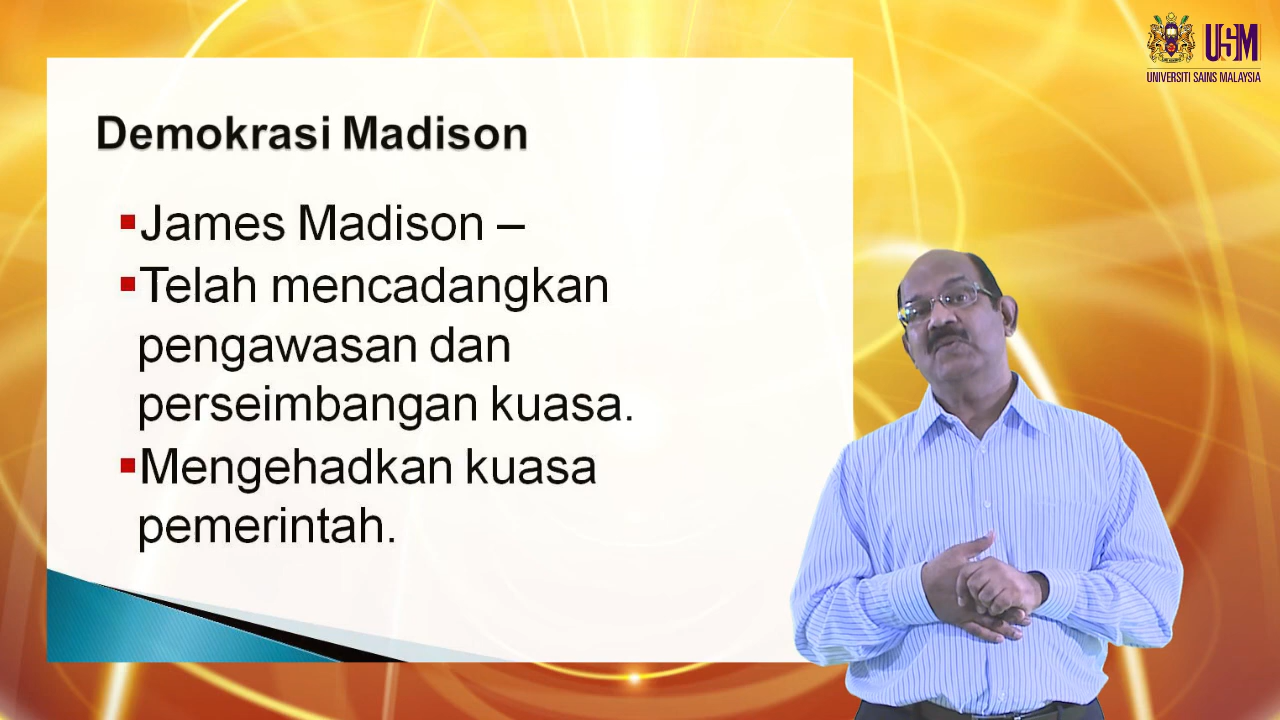 USM
UNIVERSITI SAINS MALAYSIA
Demokrasi Madison
James Madison –
Telah mencadangkan
pengawasan dan
perseimbangan kuasa.
Mengehadkan kuasa
pemerintah.